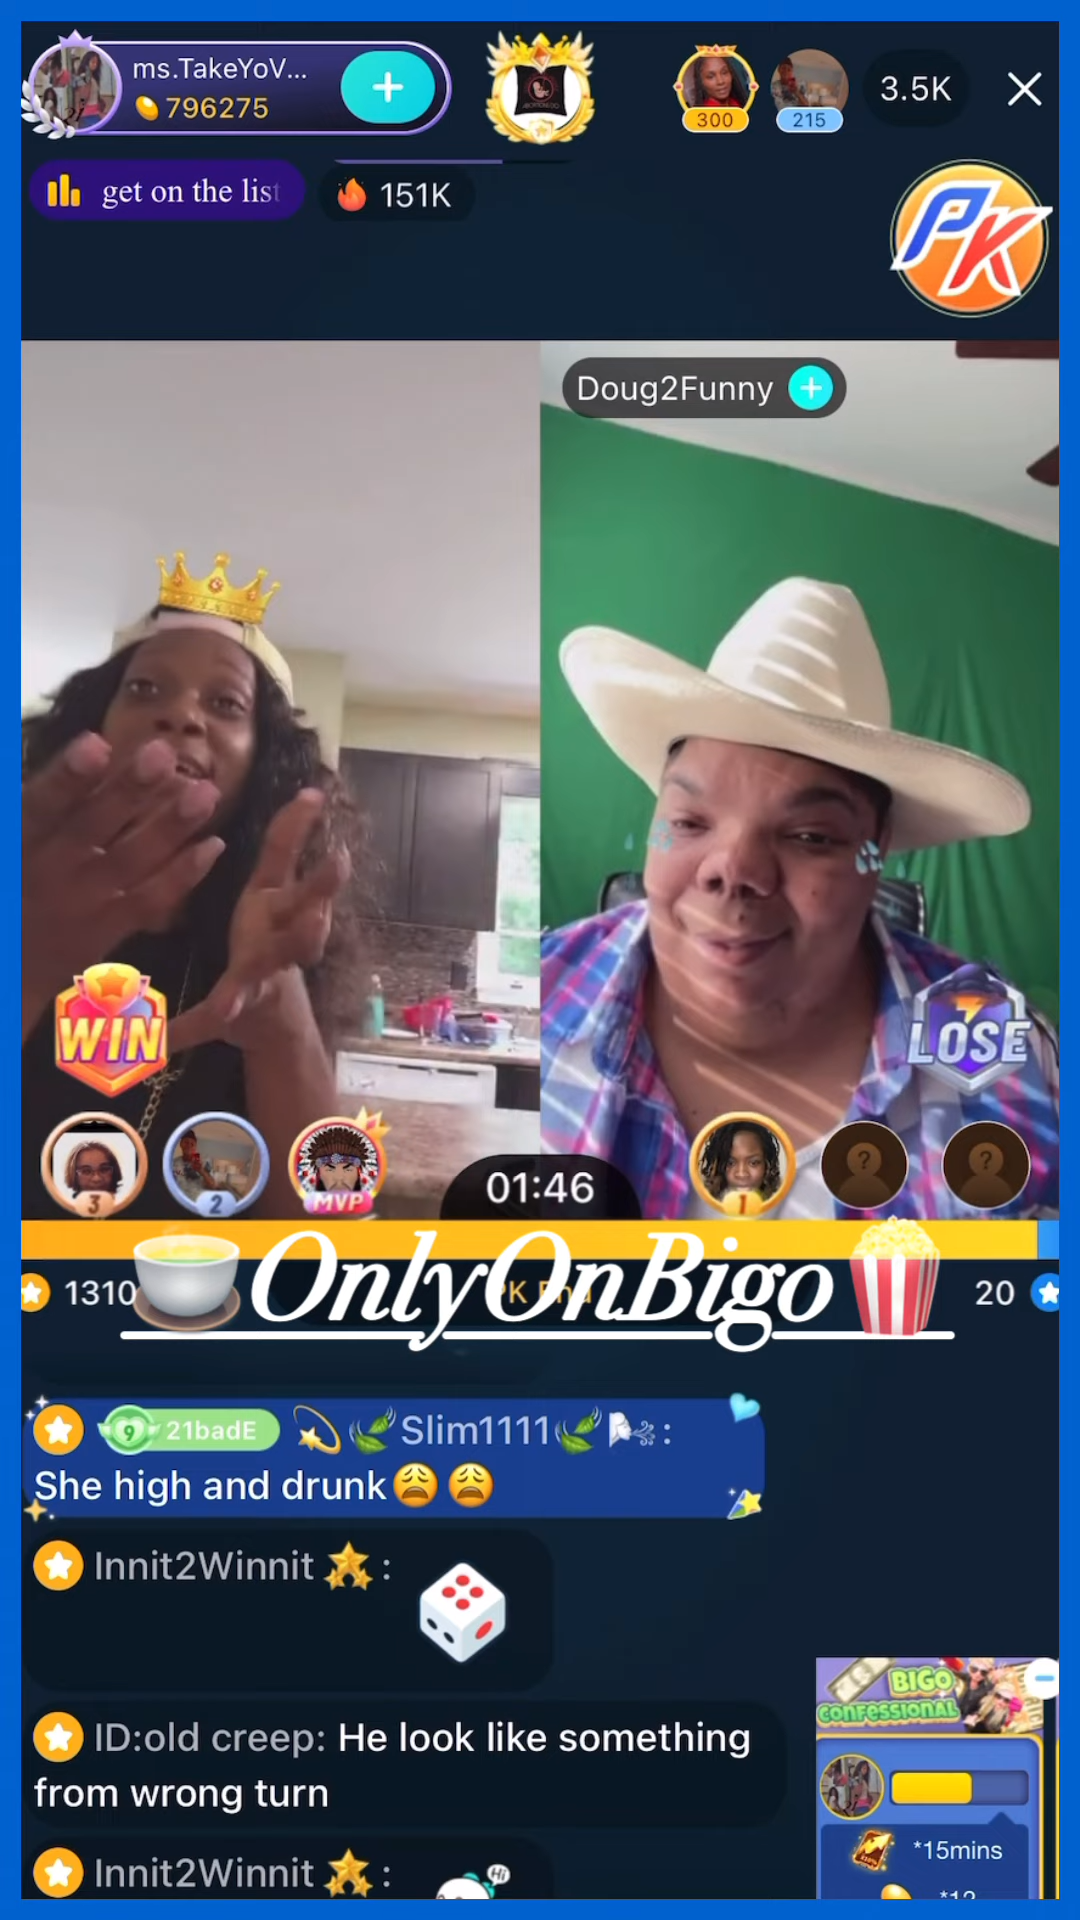 ms.TakeYoV...
796275
300
215
3.5K
get on the list
151K
PK
Doug2Funny
WIN
LOSE
3
2
MVP
01:46
1
?
?
1310
OnlyOnBigo
20
9 21badE Slim1111:
She high and drunk
Innit2Winnit :
ID:old creep: He look like something
from wrong turn
Innit2Winnit :
Hi
BIGO
CONFESSIONAL
*15mins